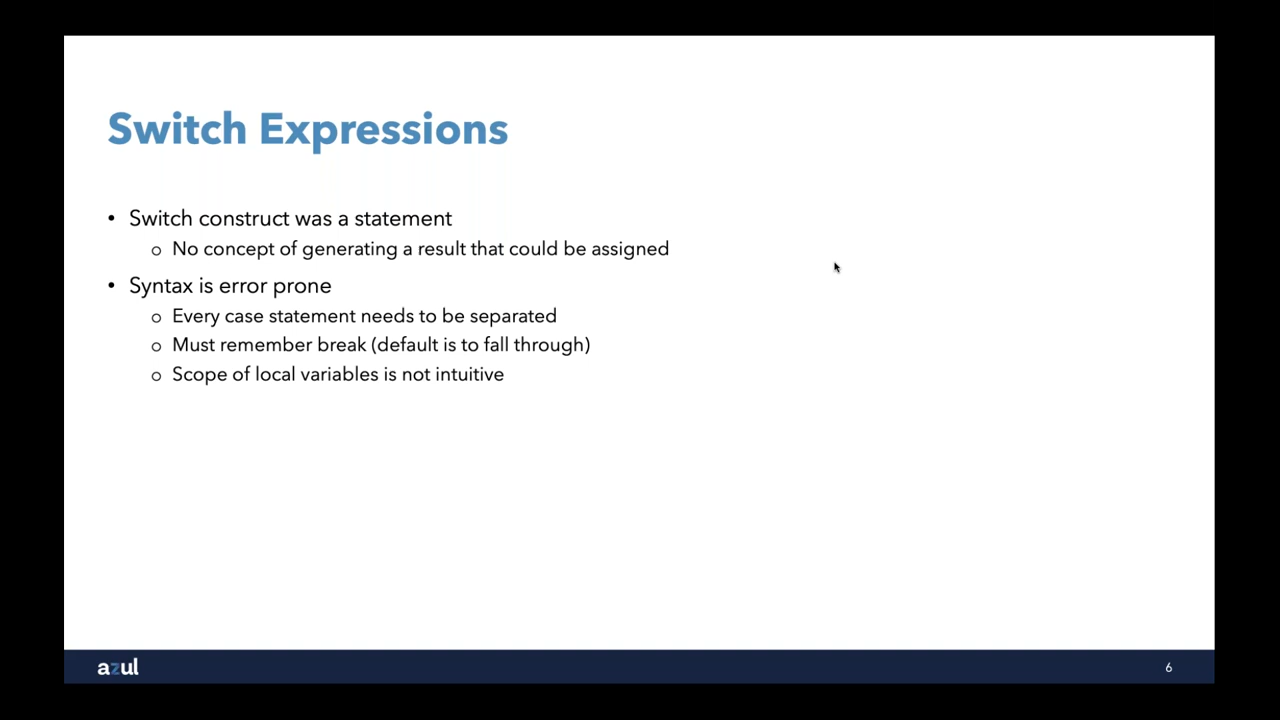 Switch Expressions
• Switch construct was a statement
o No concept of generating a result that could be assigned
• Syntax is error prone
o Every case statement needs to be separated
o Must remember break (default is to fall through)
o Scope of local variables is not intuitive
azul
6